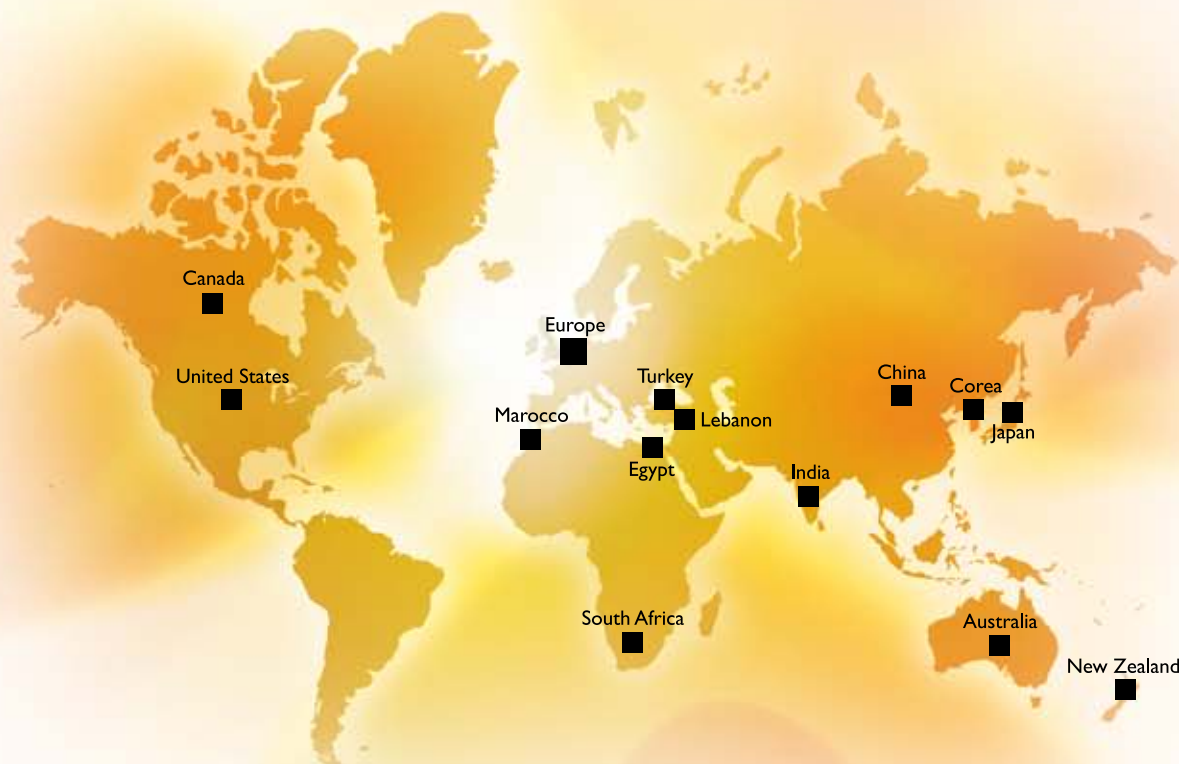 Canada
Europe
United States
Turkey
China
Corea
Marocco
Lebanon
Japan
Egypt
India
South Africa
Australia
New Zealand